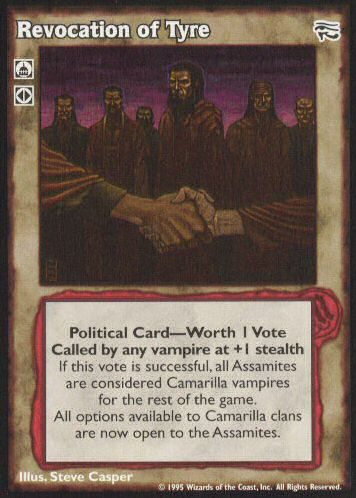 Revocation of Tyre
Political Card—Worth 1 Vote
Called by any vampire at +1 stealth
If this vote is successful, all Assamites
are considered Camarilla vampires
for the rest of the game.
All options available to Camarilla clans
are now open to the Assamites.
Illus. Steve Casper
© 1995 Wizards of the Coast, Inc. All Rights Reserved.